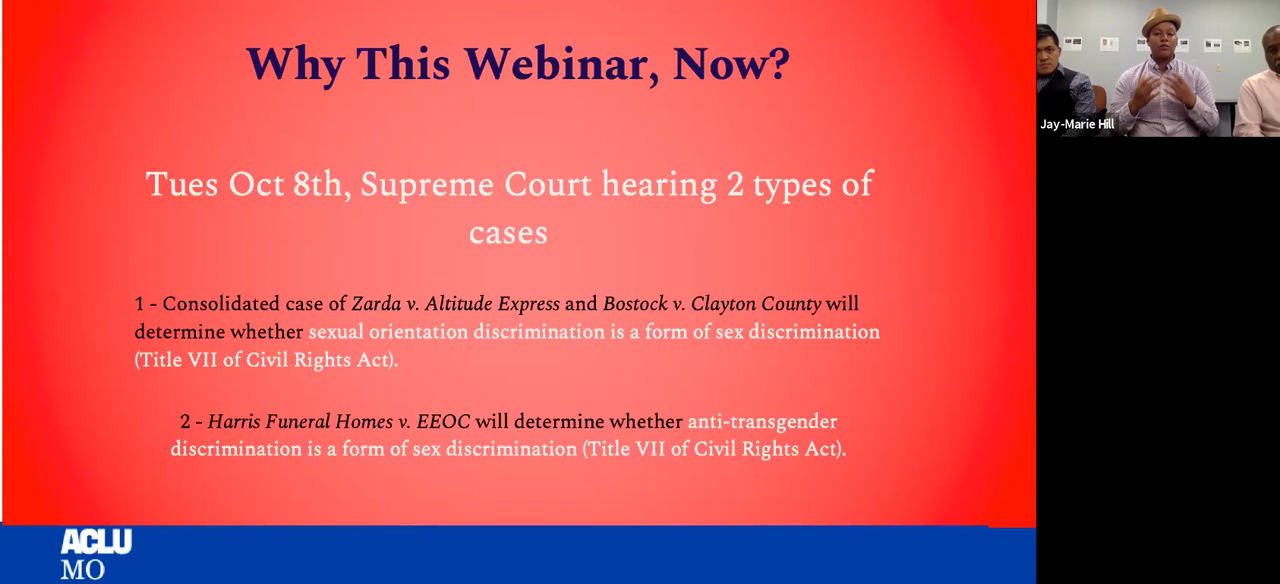 Why This Webinar, Now?
Tues Oct 8th, Supreme Court hearing 2 types of
cases
1 - Consolidated case of Zarda v. Altitude Express and Bostock v. Clayton County will
determine whether sexual orientation discrimination is a form of sex discrimination
(Title VII of Civil Rights Act).
2 - Harris Funeral Homes v. EEOC will determine whether anti-transgender
discrimination is a form of sex discrimination (Title VII of Civil Rights Act).
ACLU
MO
Jay-Marie Hill